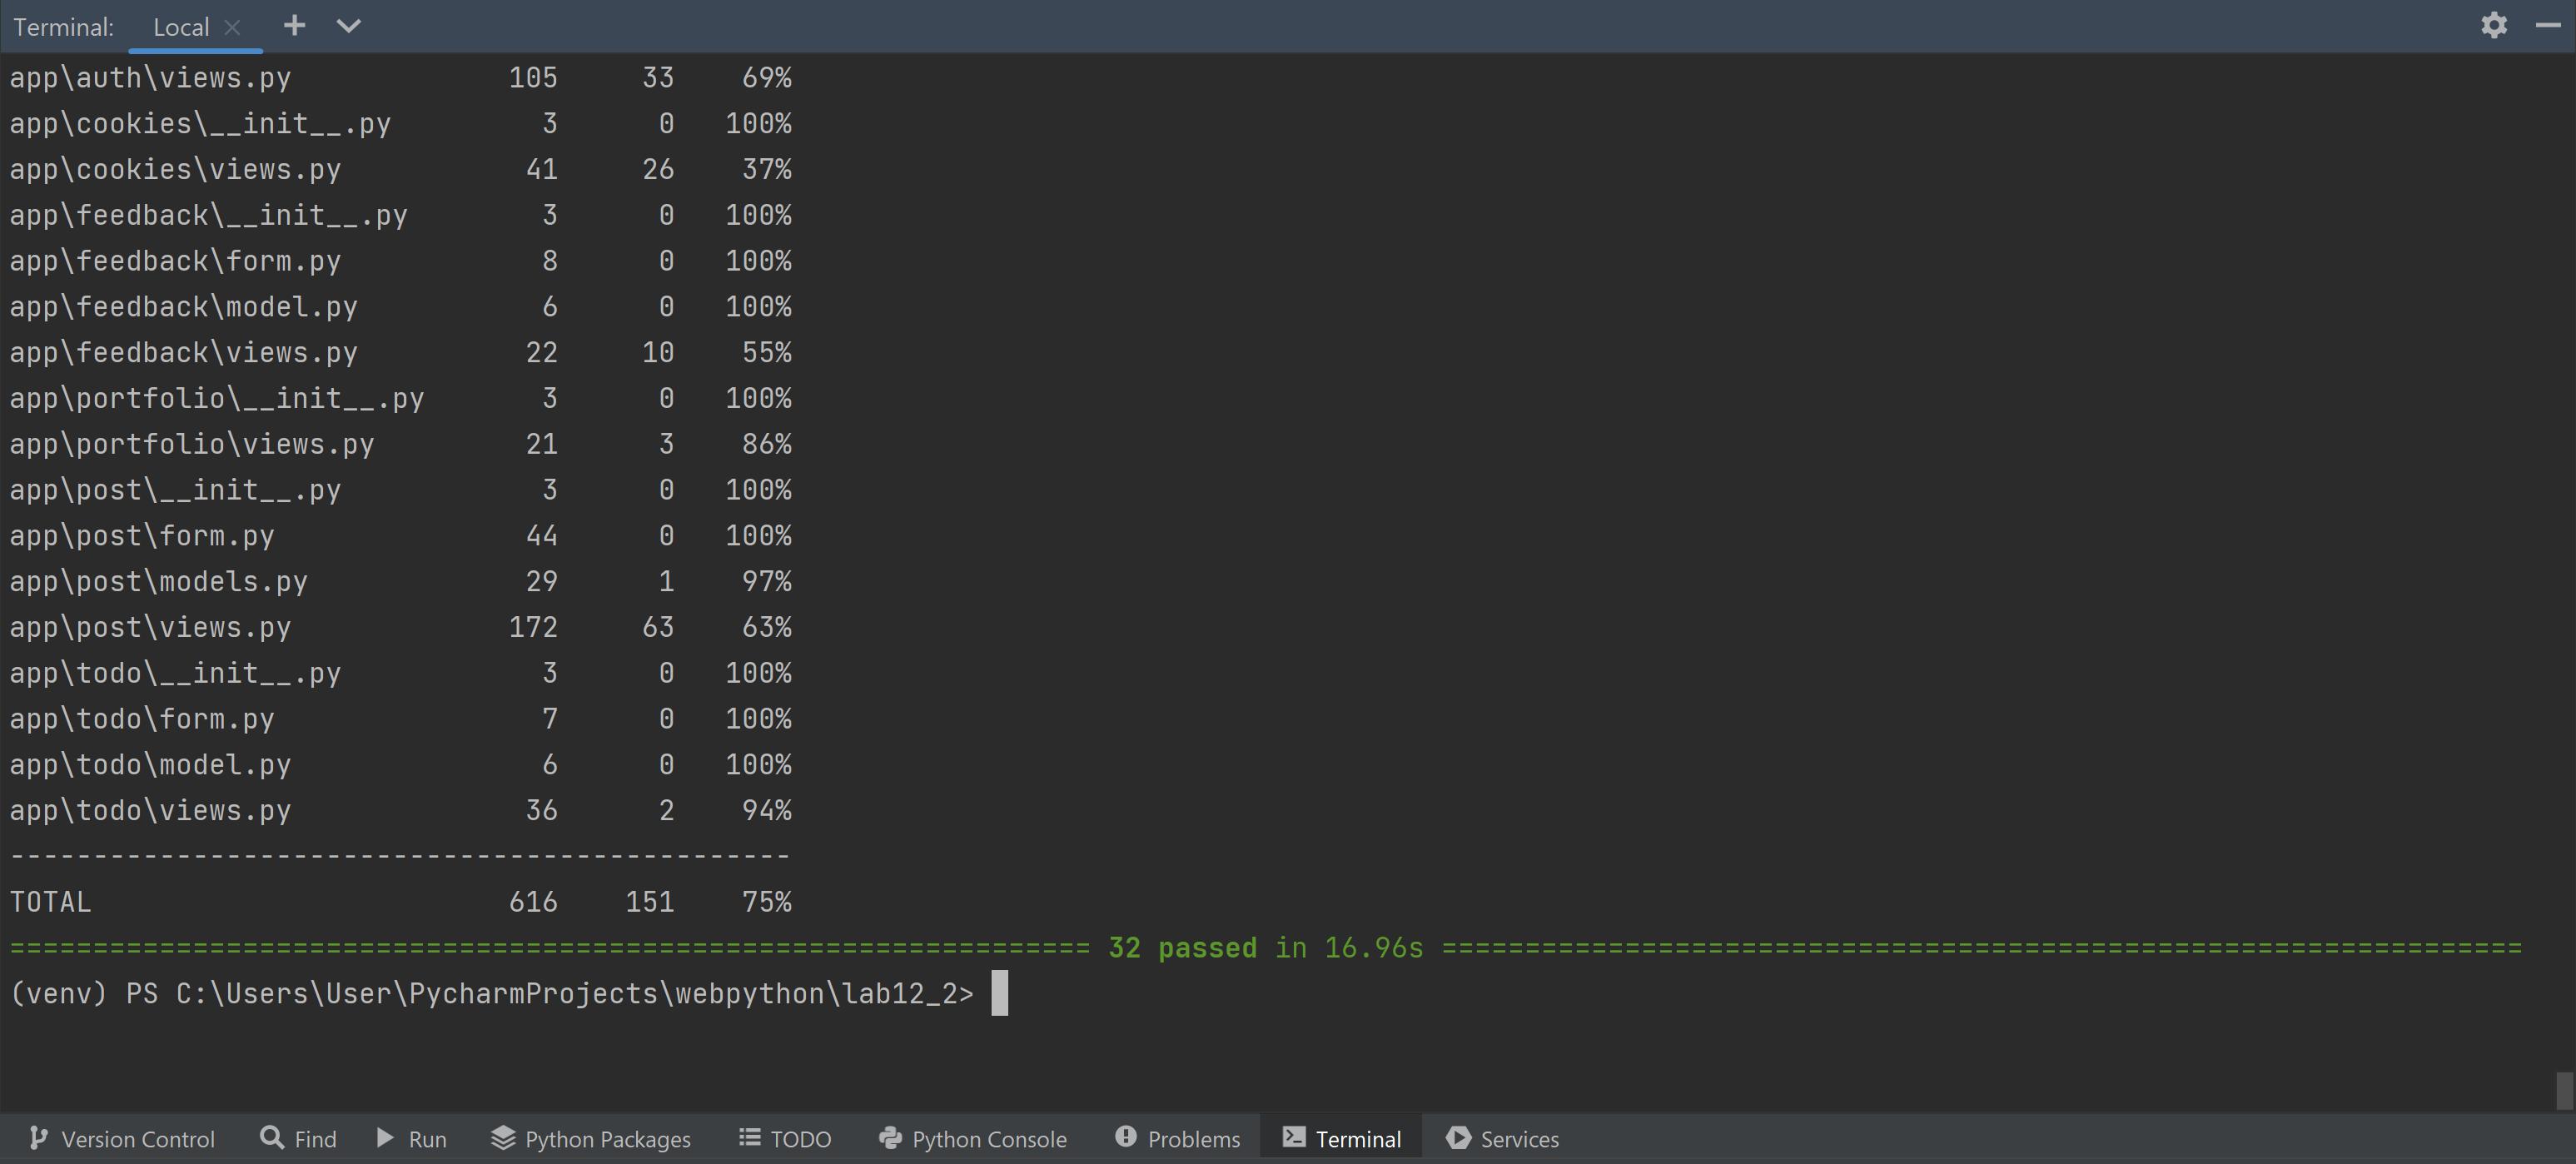 Terminal: Local
app\auth\views.py 105 33 69%
app\cookies\__init__.py 3 0 100%
app\cookies\views.py 41 26 37%
app\feedback\__init__.py 3 0 100%
app\feedback\form.py 8 0 100%
app\feedback\model.py 6 0 100%
app\feedback\views.py 22 10 55%
app\portfolio\__init__.py 3 0 100%
app\portfolio\views.py 21 3 86%
app\post\__init__.py 3 0 100%
app\post\form.py 44 0 100%
app\post\models.py 29 1 97%
app\post\views.py 172 63 63%
app\todo\__init__.py 3 0 100%
app\todo\form.py 7 0 100%
app\todo\model.py 6 0 100%
app\todo\views.py 36 2 94%
-----------------------------------------------
TOTAL 616 151 75%
================================================================= 32 passed in 16.96s =================================================================
(venv) PS C:\Users\User\PycharmProjects\webpython\lab12_2>
Version Control Find Run Python Packages TODO Python Console Problems Terminal Services